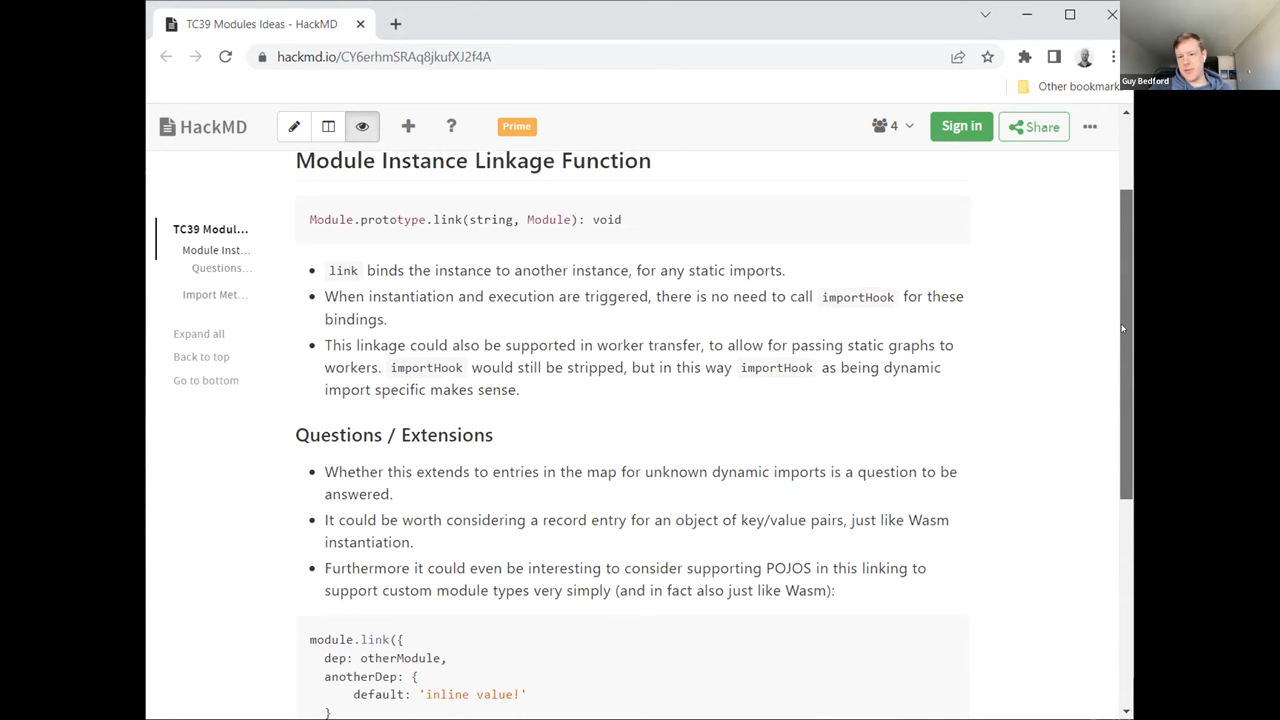 TC39 Modules Ideas - HackMD
hackmd.io/CY6erhmSRAq8jkufXJ2f4A
Guy Bedford
Other bookmark
HackMD
Prime
4
Sign in
Share
Module Instance Linkage Function
Module.prototype.link(string, Module): void
TC39 Modul...
Module Inst...
Questions...
Import Met...
Expand all
Back to top
Go to bottom
link binds the instance to another instance, for any static imports.
When instantiation and execution are triggered, there is no need to call importHook for these
bindings.
This linkage could also be supported in worker transfer, to allow for passing static graphs to
workers. importHook would still be stripped, but in this way importHook as being dynamic
import specific makes sense.
Questions / Extensions
Whether this extends to entries in the map for unknown dynamic imports is a question to be
answered.
It could be worth considering a record entry for an object of key/value pairs, just like Wasm
instantiation.
Furthermore it could even be interesting to consider supporting POJOS in this linking to
support custom module types very simply (and in fact also just like Wasm):
module.link({
dep: otherModule,
anotherDep: {
default: 'inline value!'
}